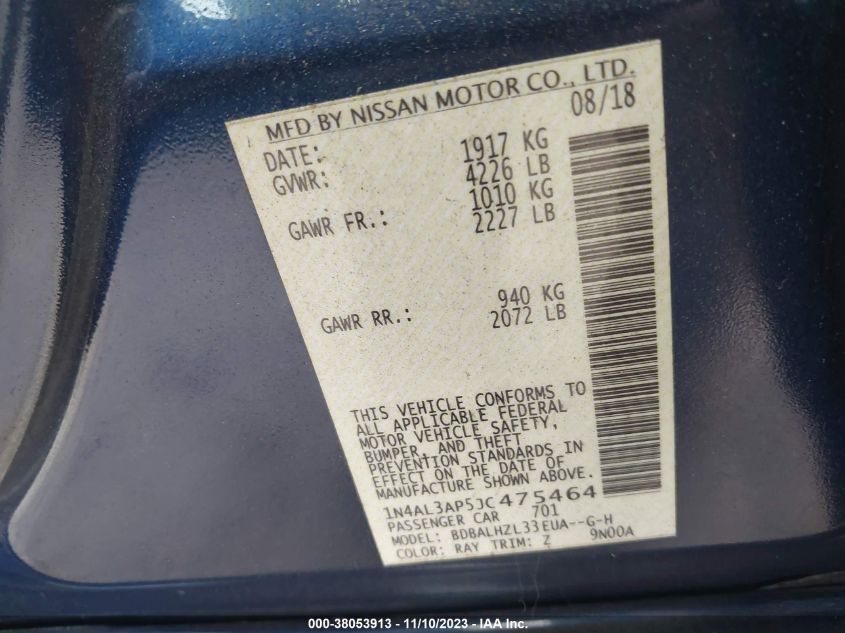 MFD BY NISSAN MOTOR CO., LTD.
DATE: 08/18
GVWR: 1917 KG
4226 LB
GAWR FR.: 1010 KG
2227 LB
GAWR RR.: 940 KG
2072 LB
THIS VEHICLE CONFORMS TO
ALL APPLICABLE FEDERAL
MOTOR VEHICLE SAFETY,
BUMPER, AND THEFT
PREVENTION STANDARDS IN
EFFECT ON THE DATE OF
MANUFACTURE SHOWN ABOVE.
1N4AL3AP5JC475464
PASSENGER CAR 701
MODEL: BDBALHZL33EUA--G-H
COLOR: RAY TRIM: Z 9N00A
000-38053913 - 11/10/2023 - IAA Inc.